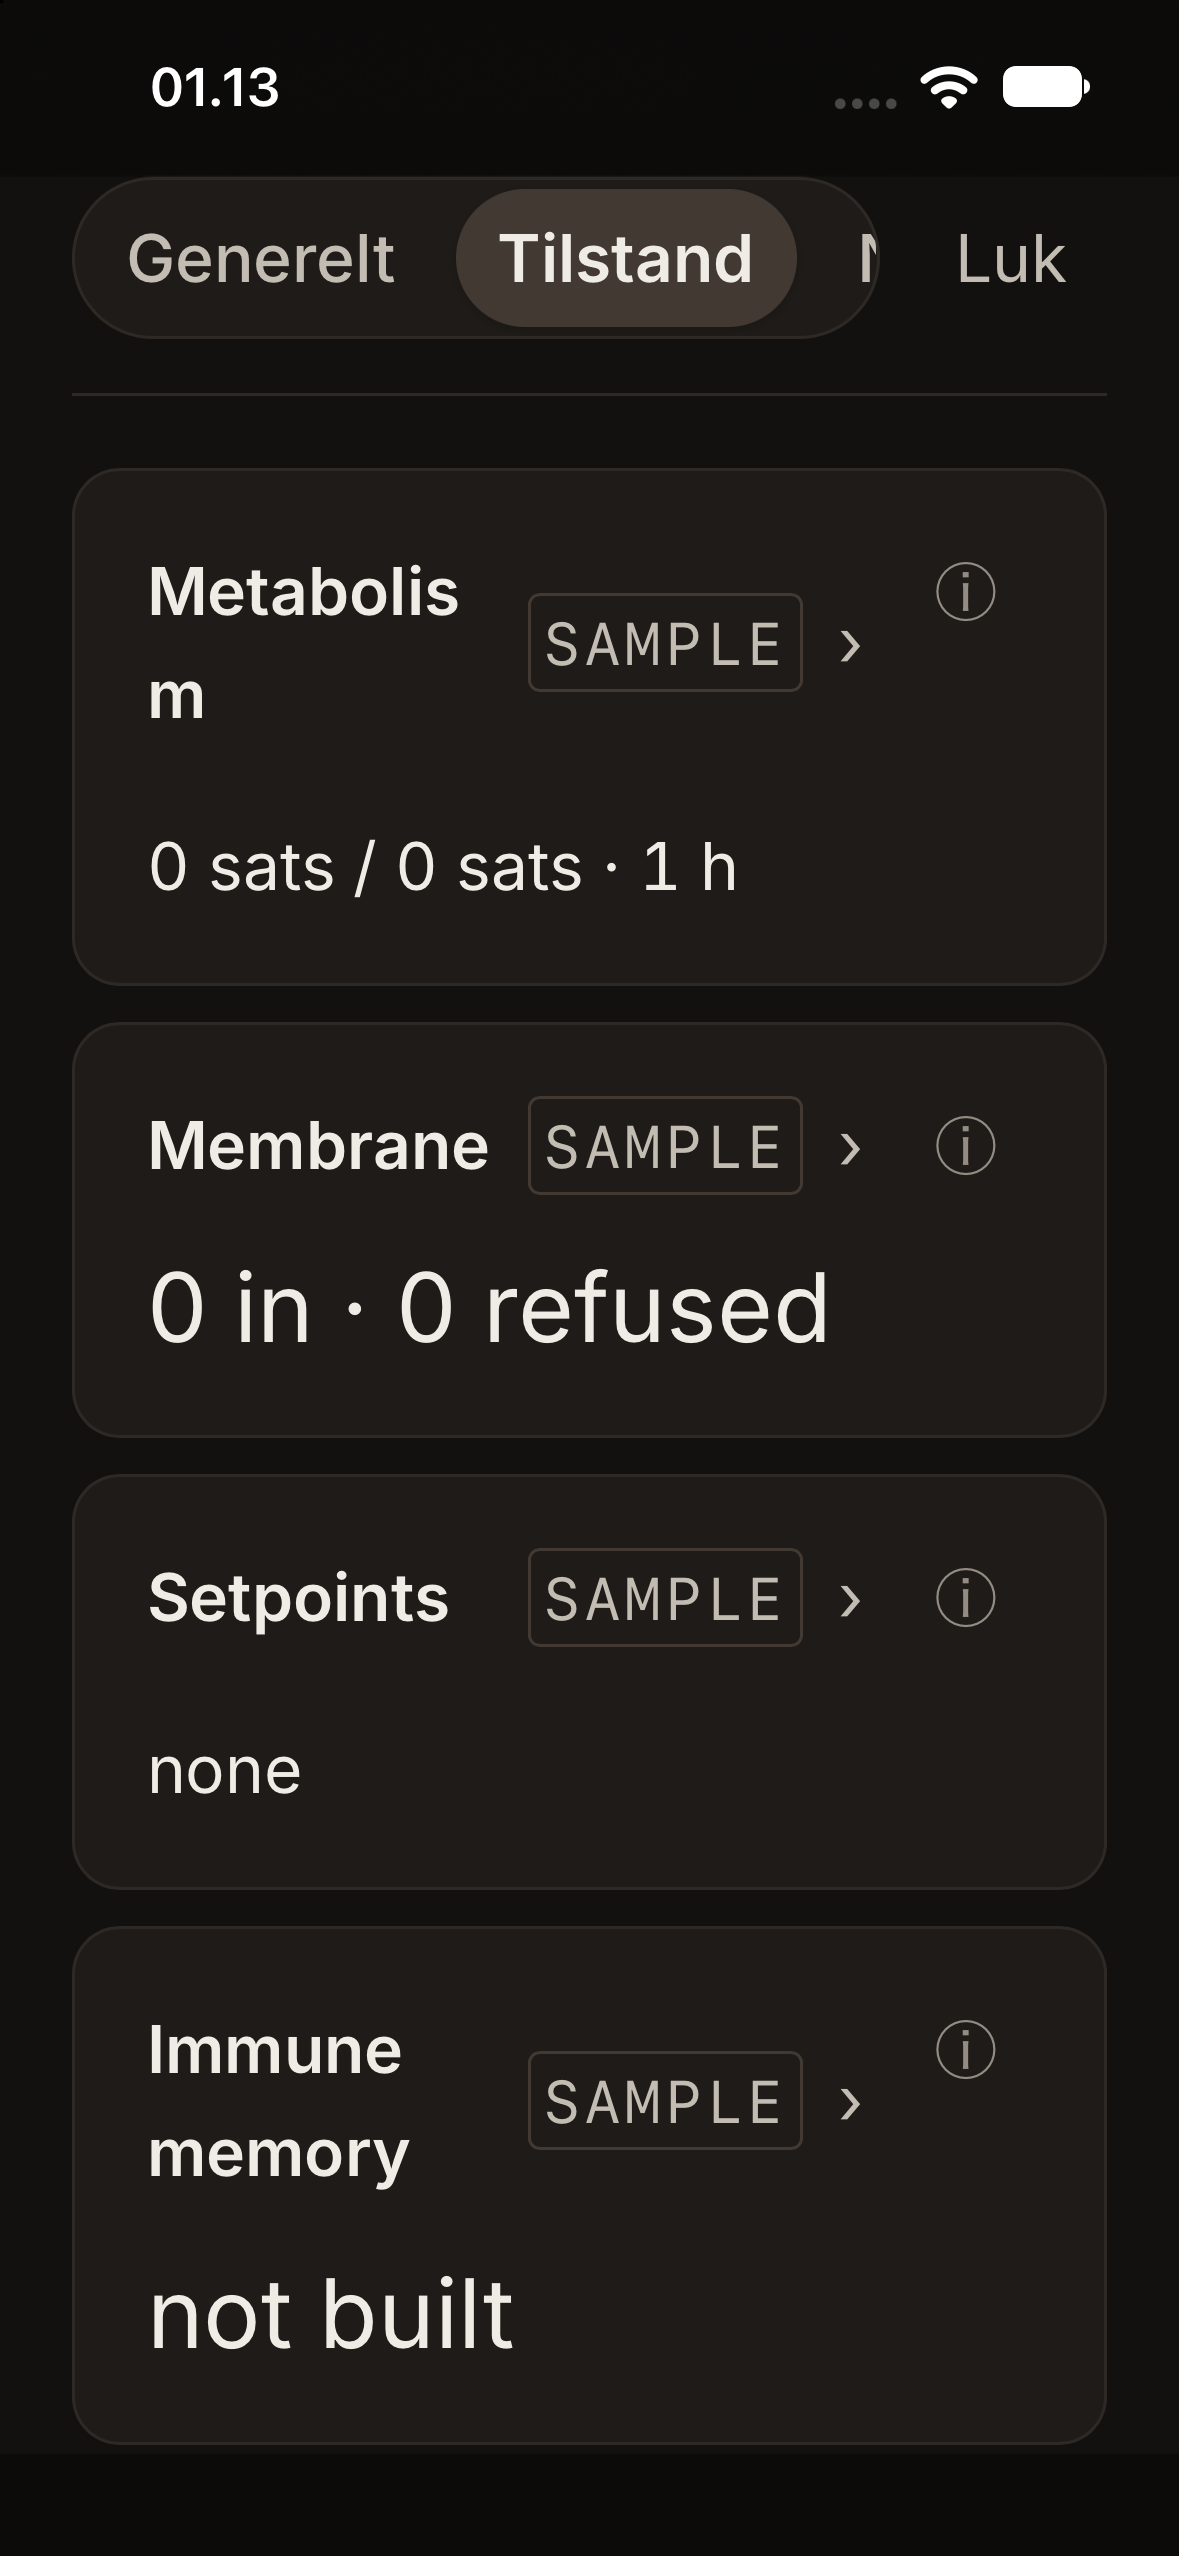 01.13
Generelt Tilstand Luk
Metabolis
m
SAMPLE › i
0 sats / 0 sats · 1 h
Membrane SAMPLE › i
0 in · 0 refused
Setpoints SAMPLE › i
none
Immune
memory
SAMPLE › i
not built